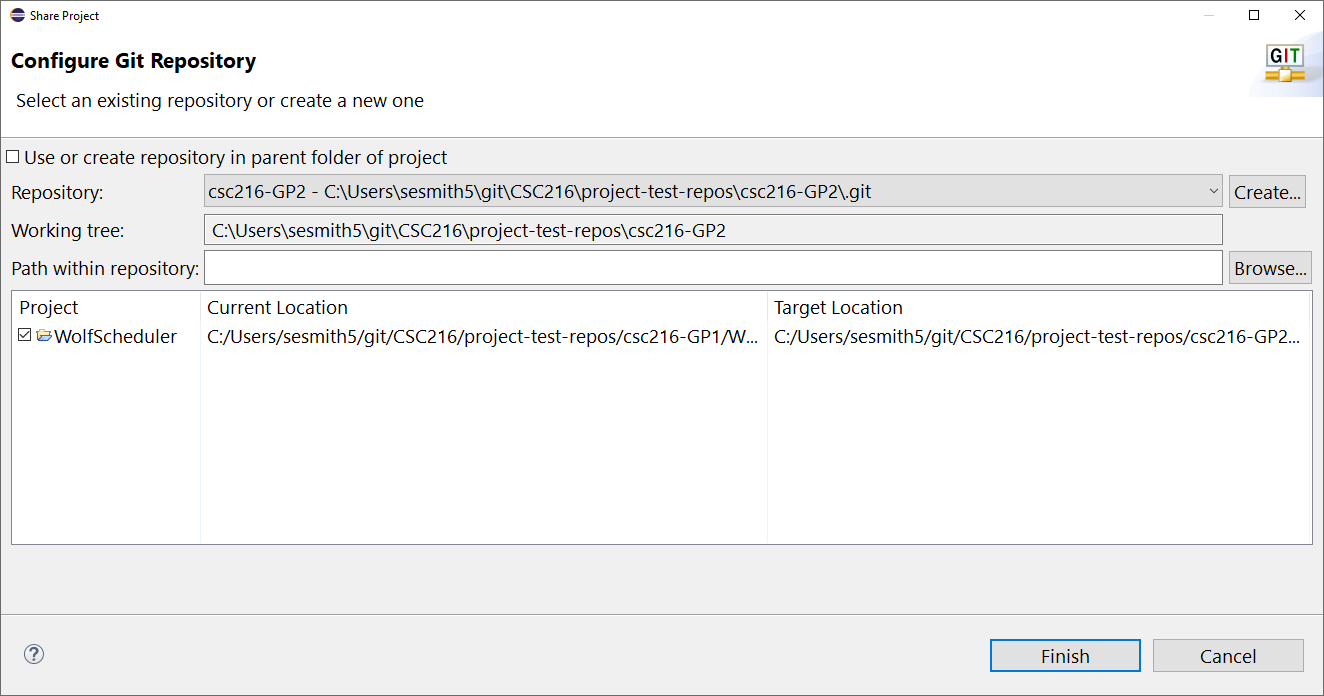 Share Project
Configure Git Repository
GIT
Select an existing repository or create a new one
Use or create repository in parent folder of project
Repository: csc216-GP2 - C:\Users\sesmith5\git\CSC216\project-test-repos\csc216-GP2\.git Create...
Working tree: C:\Users\sesmith5\git\CSC216\project-test-repos\csc216-GP2
Path within repository: Browse...
Project Current Location Target Location
WolfScheduler C:/Users/sesmith5/git/CSC216/project-test-repos/csc216-GP1/W... C:/Users/sesmith5/git/CSC216/project-test-repos/csc216-GP2...
? Finish Cancel